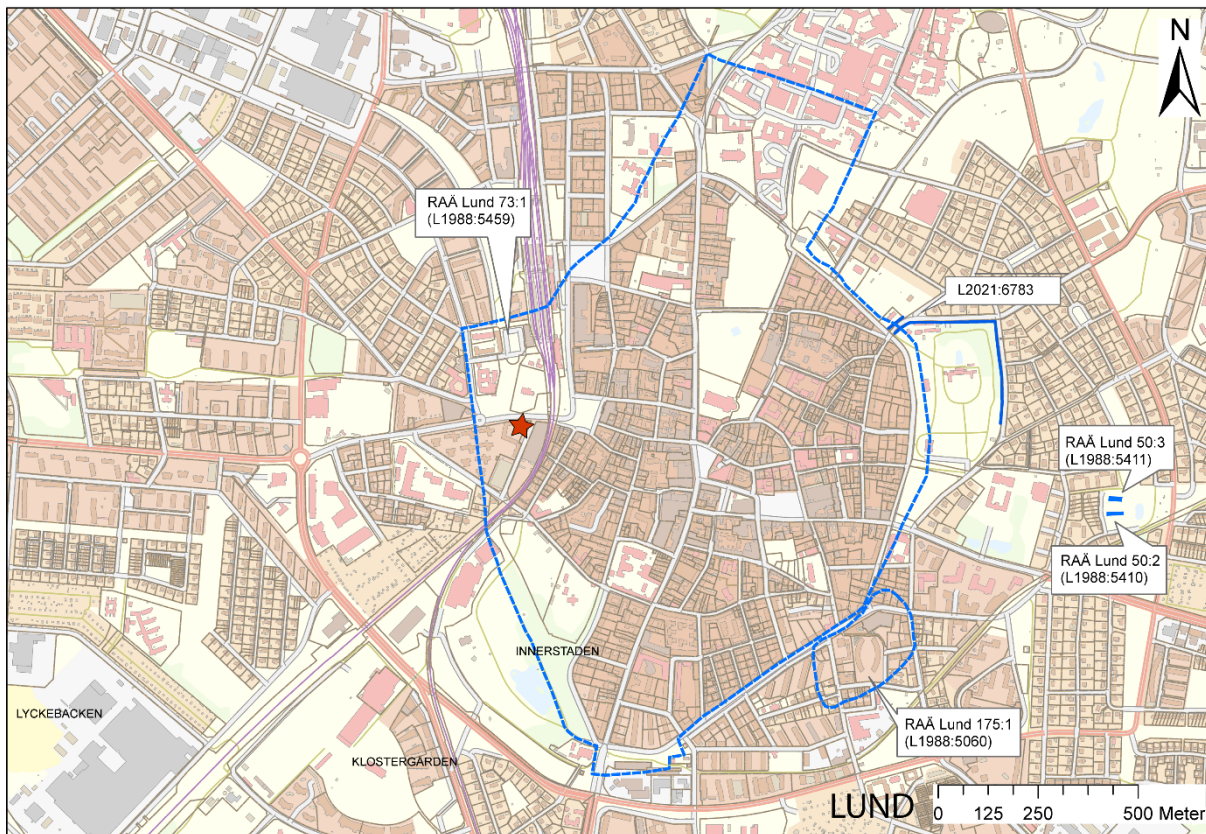 N
RAÄ Lund 73:1
(L1988:5459)
L2021:6783
RAÄ Lund 50:3
(L1988:5411)
RAÄ Lund 50:2
(L1988:5410)
INNERSTADEN
LYCKEBACKEN
RAÄ Lund 175:1
(L1988:5060)
KLOSTERGÅRDEN
LUND
0 125 250 500 Meter